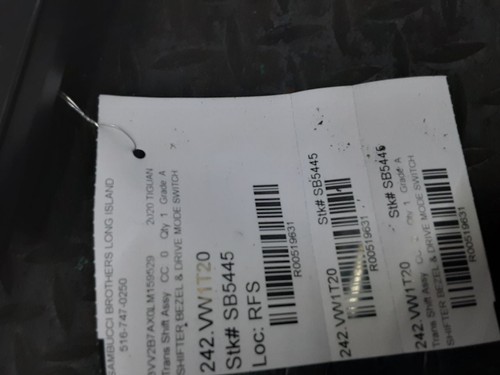 GAMBUCCI BROTHERS LONG ISLAND
516-747-0250
2020 TIGUAN
Trans Shift Assy CC 0 Qty 1 Grade A
SHIFTER BEZEL & DRIVE MODE SWITCH
242.VW1T20
Stk# SB5445
Loc: RFS
R00519631
Stk# SB5445
242.VW1T20
R00519631
Stk# SB5445
242.VW1T20
Trans Shift Assy CC Qty 1 Grade A
SHIFTER BEZEL & DRIVE MODE SWITCH